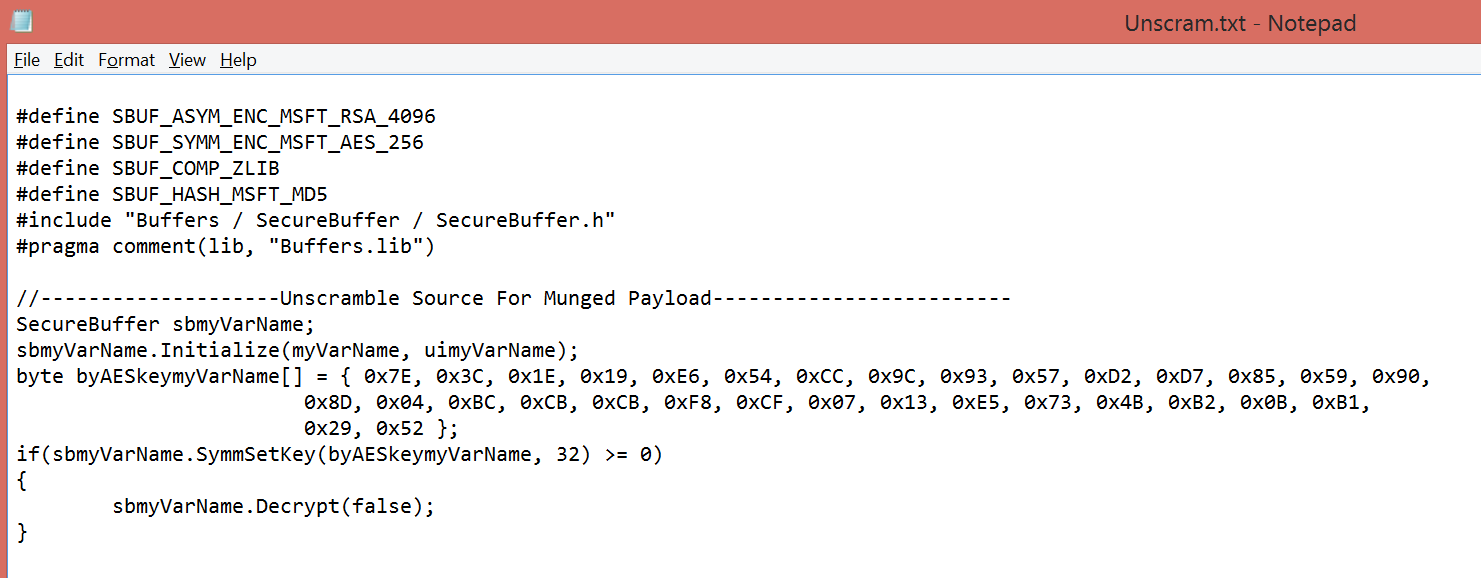 Unscram.txt - Notepad
File Edit Format View Help
#define SBUF_ASYM_ENC_MSFT_RSA_4096
#define SBUF_SYMM_ENC_MSFT_AES_256
#define SBUF_COMP_ZLIB
#define SBUF_HASH_MSFT_MD5
#include "Buffers / SecureBuffer / SecureBuffer.h"
#pragma comment(lib, "Buffers.lib")
//--------------------Unscramble Source For Munged Payload-------------------------
SecureBuffer sbmyVarName;
sbmyVarName.Initialize(myVarName, uimyVarName);
byte byAESkeymyVarName[] = { 0x7E, 0x3C, 0x1E, 0x19, 0xE6, 0x54, 0xCC, 0x9C, 0x93, 0x57, 0xD2, 0xD7, 0x85, 0x59, 0x90,
0x8D, 0x04, 0xBC, 0xCB, 0xCB, 0xF8, 0xCF, 0x07, 0x13, 0xE5, 0x73, 0x4B, 0xB2, 0x0B, 0xB1,
0x29, 0x52 };
if(sbmyVarName.SymmSetKey(byAESkeymyVarName, 32) >= 0)
{
sbmyVarName.Decrypt(false);
}